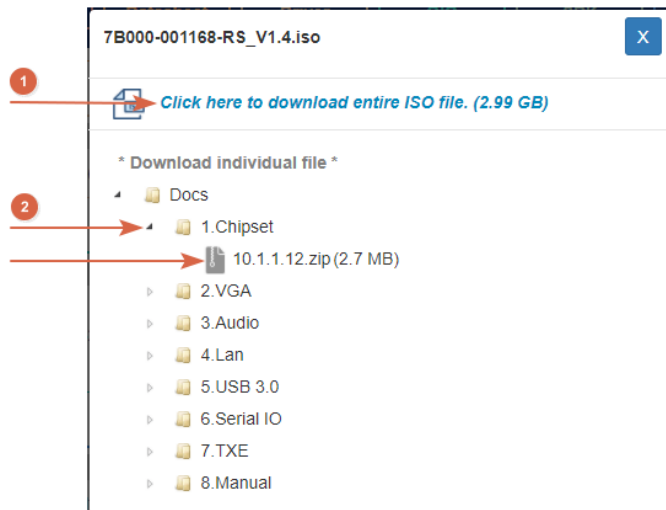 7B000-001168-RS_V1.4.iso
X
1
Click here to download entire ISO file. (2.99 GB)
* Download individual file *
Docs
2
1.Chipset
10.1.1.12.zip (2.7 MB)
2.VGA
3.Audio
4.Lan
5.USB 3.0
6.Serial IO
7.TXE
8.Manual